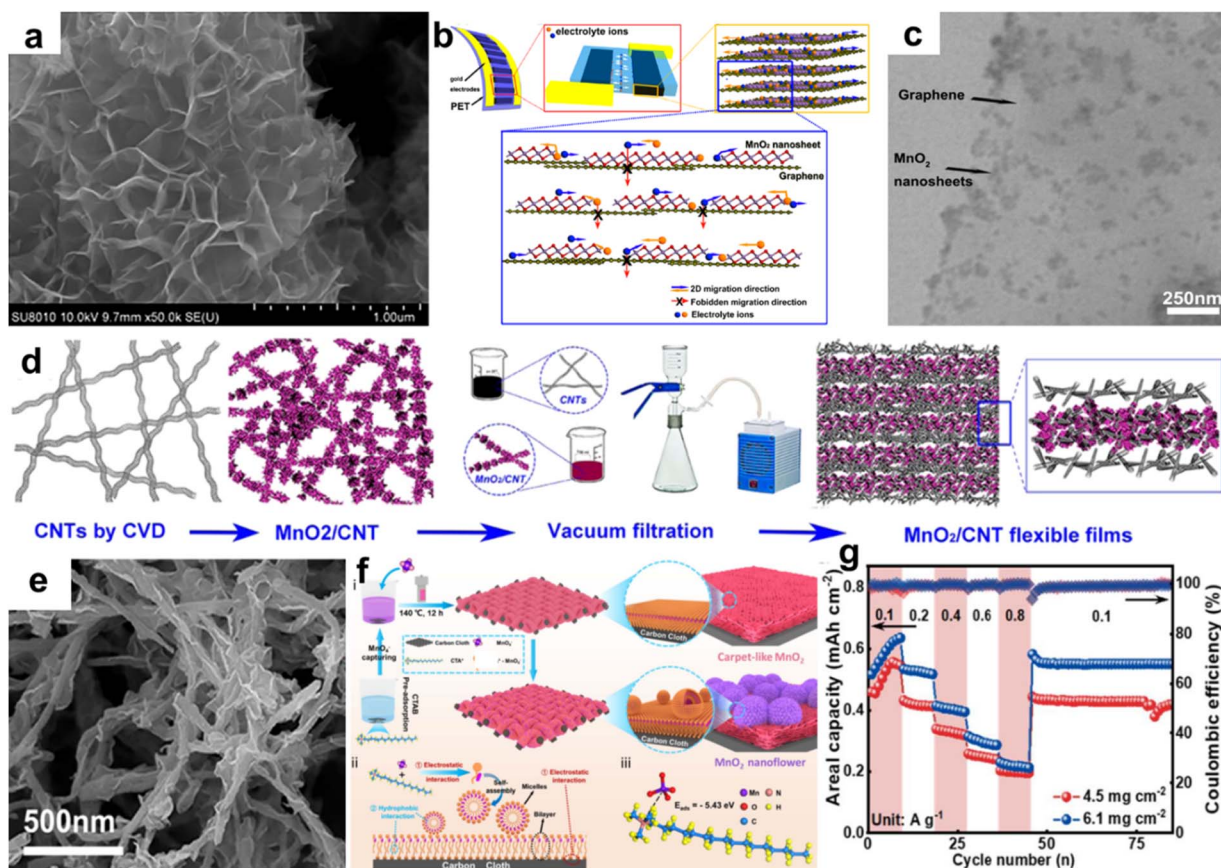 a
SU8010 10.0kV 9.7mm x50.0k SE(U)
1.00um
b
electrolyte ions
gold
electrodes
PET
MnO₂ nanosheet
Graphene
2D migration direction
Fobidden migration direction
Electrolyte ions
c
Graphene
MnO₂
nanosheets
250nm
d
CNTs
MnO₂/CNT
CNTs by CVD
MnO2/CNT
Vacuum filtration
MnO₂/CNT flexible films
e
500nm
f
i
140 ℃, 12 h
MnO₄⁻
capturing
Carbon Cloth
MnO₄⁻
CTA⁺
CTAB
Pre-adsorption
Carbon Cloth
Carpet-like MnO₂
Carbon Cloth
MnO₂ nanoflower
ii
① Electrostatic
interaction
Self-
assembly
Micelles
① Electrostatic
interaction
② Hydrophobic
interaction
Bilayer
Carbon Cloth
iii
E_ads = - 5.43 eV
Mn
N
O
H
C
g
Areal capacity (mAh cm⁻²)
0.8
0.6
0.4
0.2
0.0
0.1
0.2
0.4
0.6
0.8
0.1
4.5 mg cm⁻²
6.1 mg cm⁻²
Unit: A g⁻¹
0
25
50
75
Cycle number (n)
100
80
60
40
20
0
Coulombic efficiency (%)